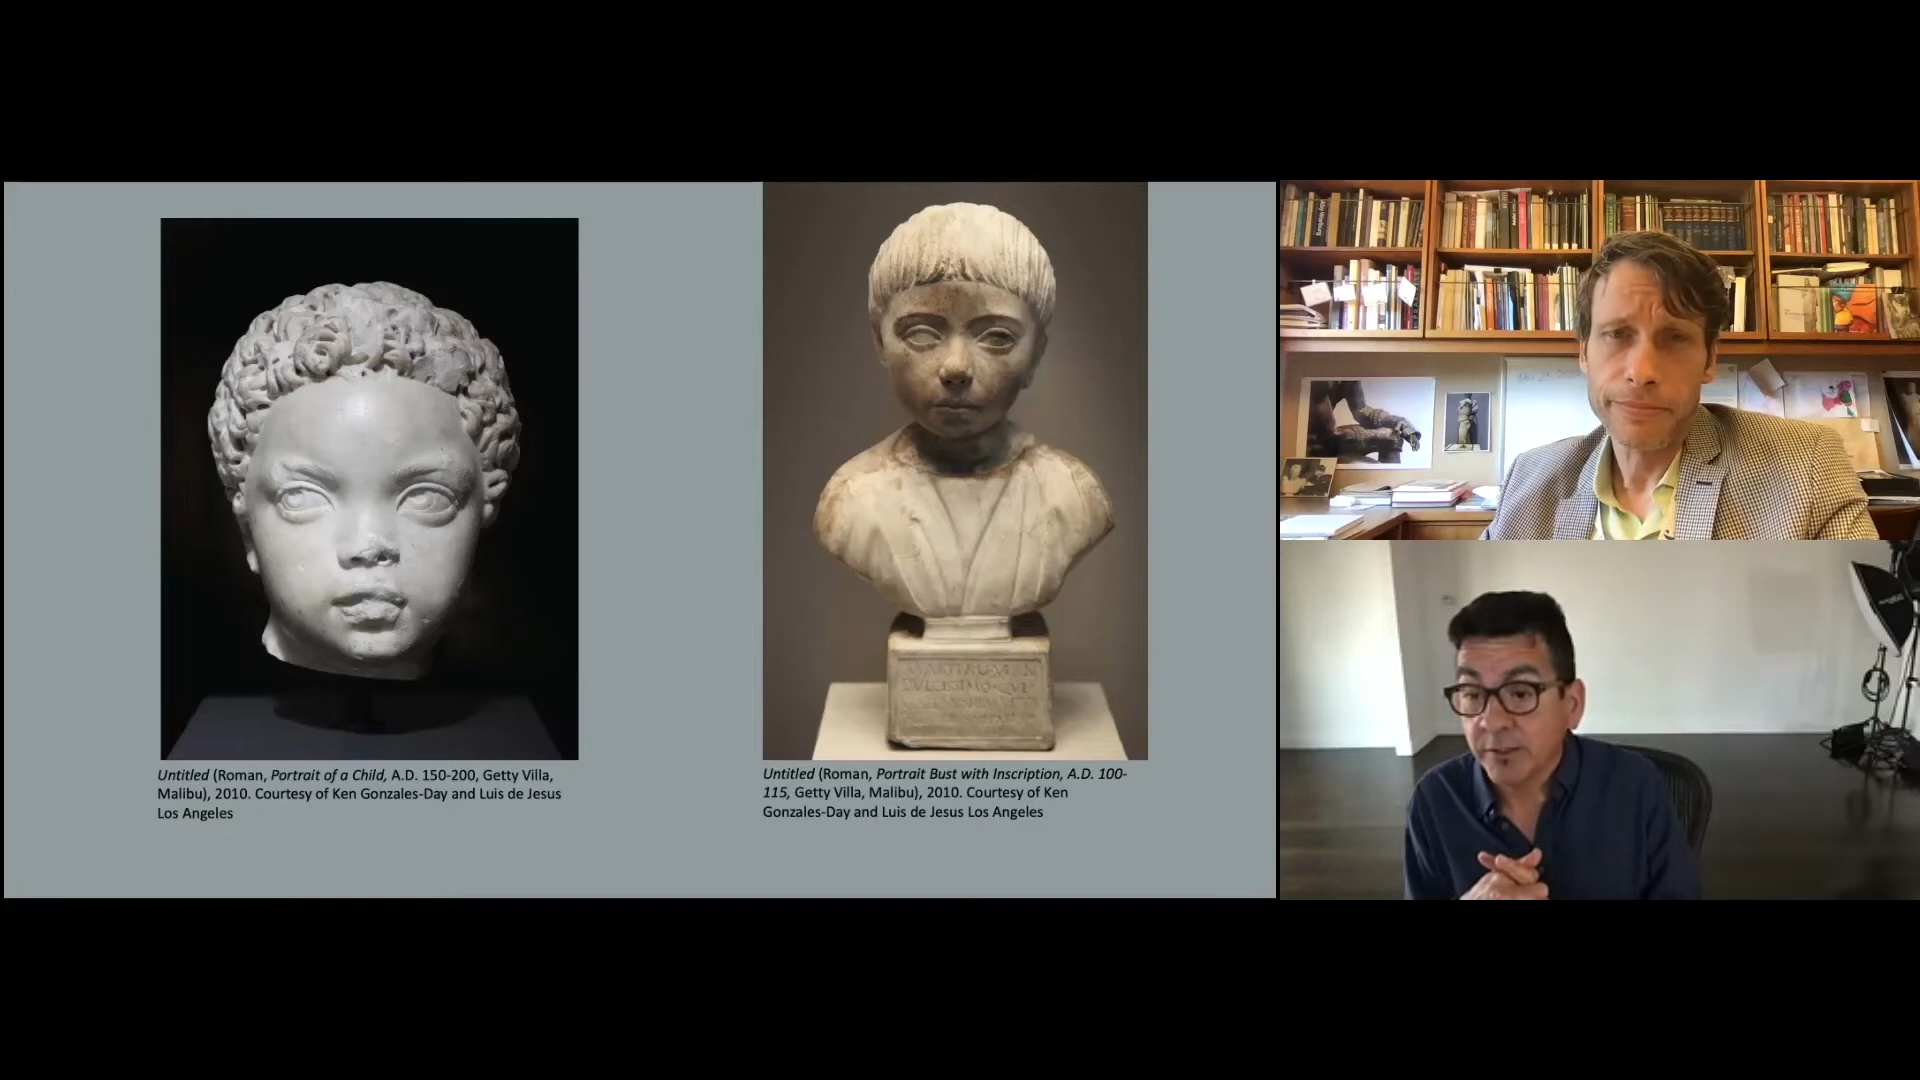 Untitled (Roman, Portrait of a Child, A.D. 150-200, Getty Villa,
Malibu), 2010. Courtesy of Ken Gonzales-Day and Luis de Jesus
Los Angeles
Untitled (Roman, Portrait Bust with Inscription, A.D. 100-
115, Getty Villa, Malibu), 2010. Courtesy of Ken
Gonzales-Day and Luis de Jesus Los Angeles